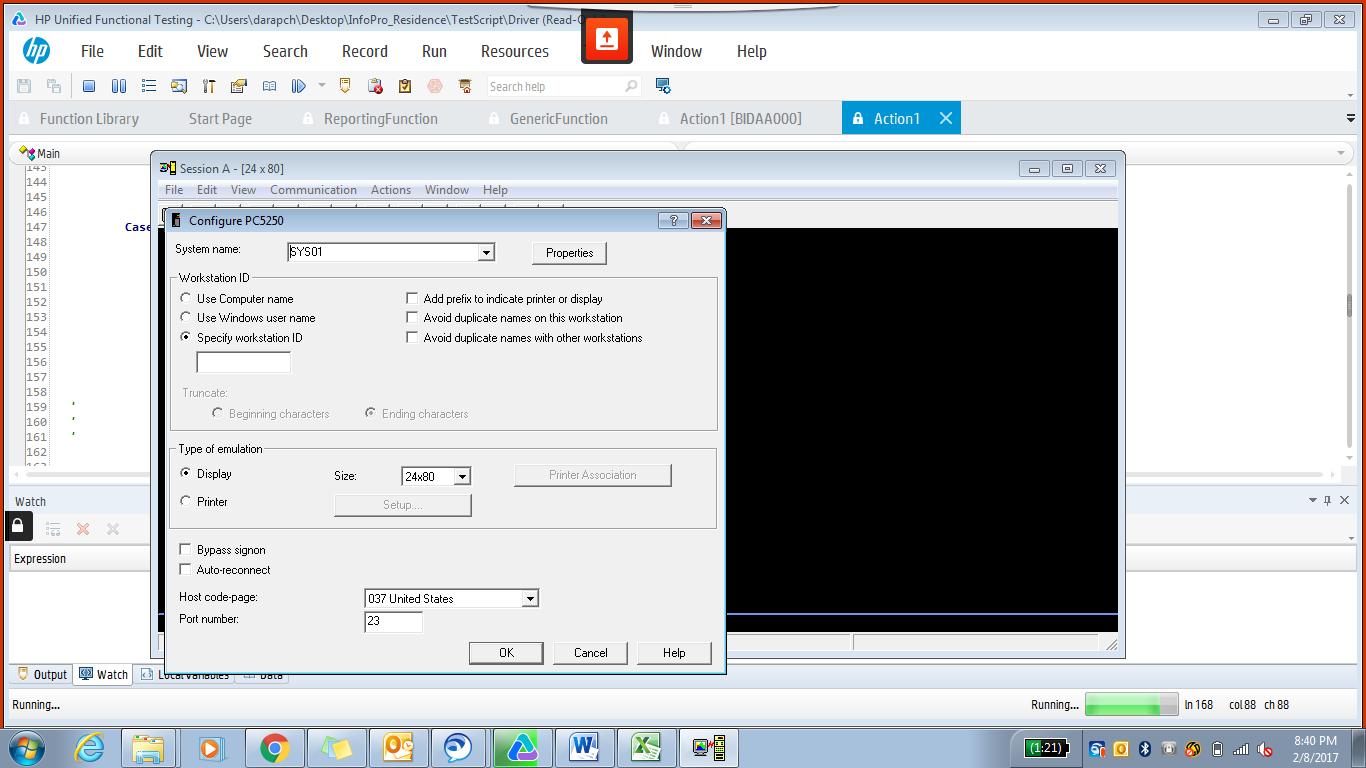 HP Unified Functional Testing - C:\Users\darapch\Desktop\InfoPro_Residence\TestScript\Driver (Read-O
hp File Edit View Search Record Run Resources Window Help
Search help
Function Library Start Page ReportingFunction GenericFunction Action1 [BIDAA000] Action1
Main
143
144
145
146
147 Case
148
149
150
151
152
153
154
155
156
157
158
159 '
160 '
161 '
162
163
Session A - [24 x 80]
File Edit View Communication Actions Window Help
Configure PC5250
System name: SYS01 Properties
Workstation ID
Use Computer name Add prefix to indicate printer or display
Use Windows user name Avoid duplicate names on this workstation
Specify workstation ID Avoid duplicate names with other workstations
Truncate:
Beginning characters Ending characters
Type of emulation
Display Size: 24x80 Printer Association
Printer Setup....
Bypass signon
Auto-reconnect
Host code-page: 037 United States
Port number: 23
OK Cancel Help
Watch
Expression
Output Watch Local Variables Data
Running... Running... ln 168 col 88 ch 88
(1:21) 8:40 PM
2/8/2017